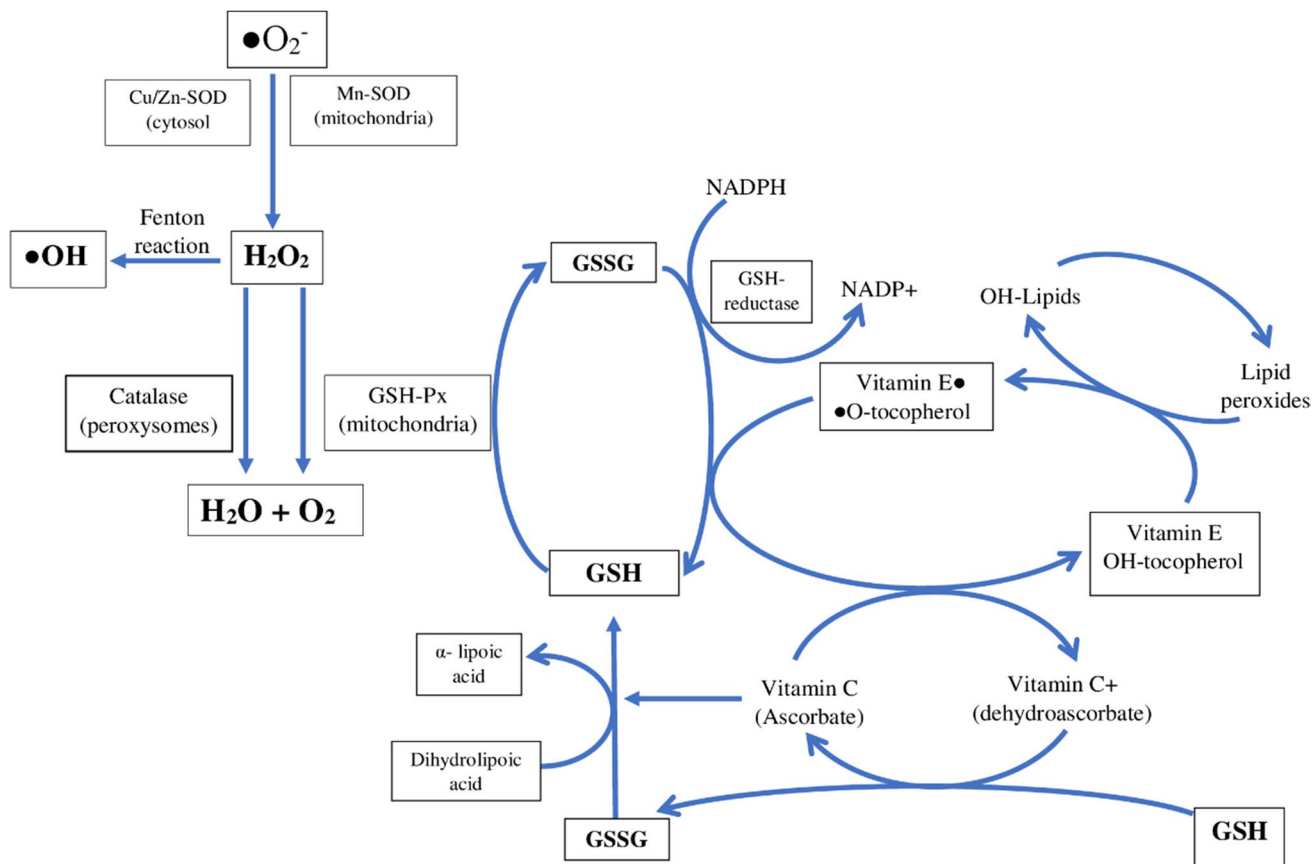 ●O₂⁻
Cu/Zn-SOD
(cytosol
Mn-SOD
(mitochondria)
Fenton
reaction
●OH
H₂O₂
Catalase
(peroxysomes)
GSH-Px
(mitochondria)
H₂O + O₂
NADPH
GSSG
GSH-
reductase
NADP+
OH-Lipids
Lipid
peroxides
Vitamin E●
●O-tocopherol
Vitamin E
OH-tocopherol
GSH
α- lipoic
acid
Dihydrolipoic
acid
Vitamin C
(Ascorbate)
Vitamin C+
(dehydroascorbate)
GSSG
GSH